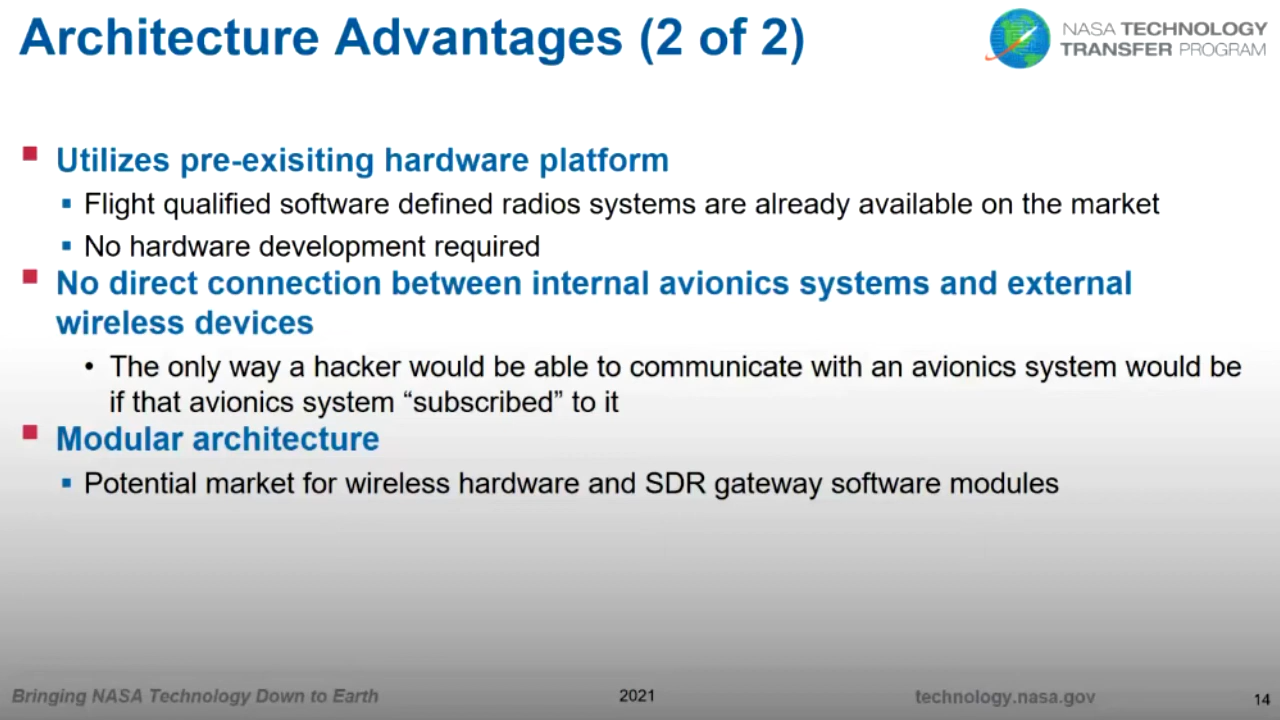 Architecture Advantages (2 of 2)
NASA TECHNOLOGY
TRANSFER PROGRAM
Utilizes pre-exisiting hardware platform
Flight qualified software defined radios systems are already available on the market
No hardware development required
No direct connection between internal avionics systems and external
wireless devices
The only way a hacker would be able to communicate with an avionics system would be
if that avionics system “subscribed” to it
Modular architecture
Potential market for wireless hardware and SDR gateway software modules
Bringing NASA Technology Down to Earth
2021
technology.nasa.gov
14